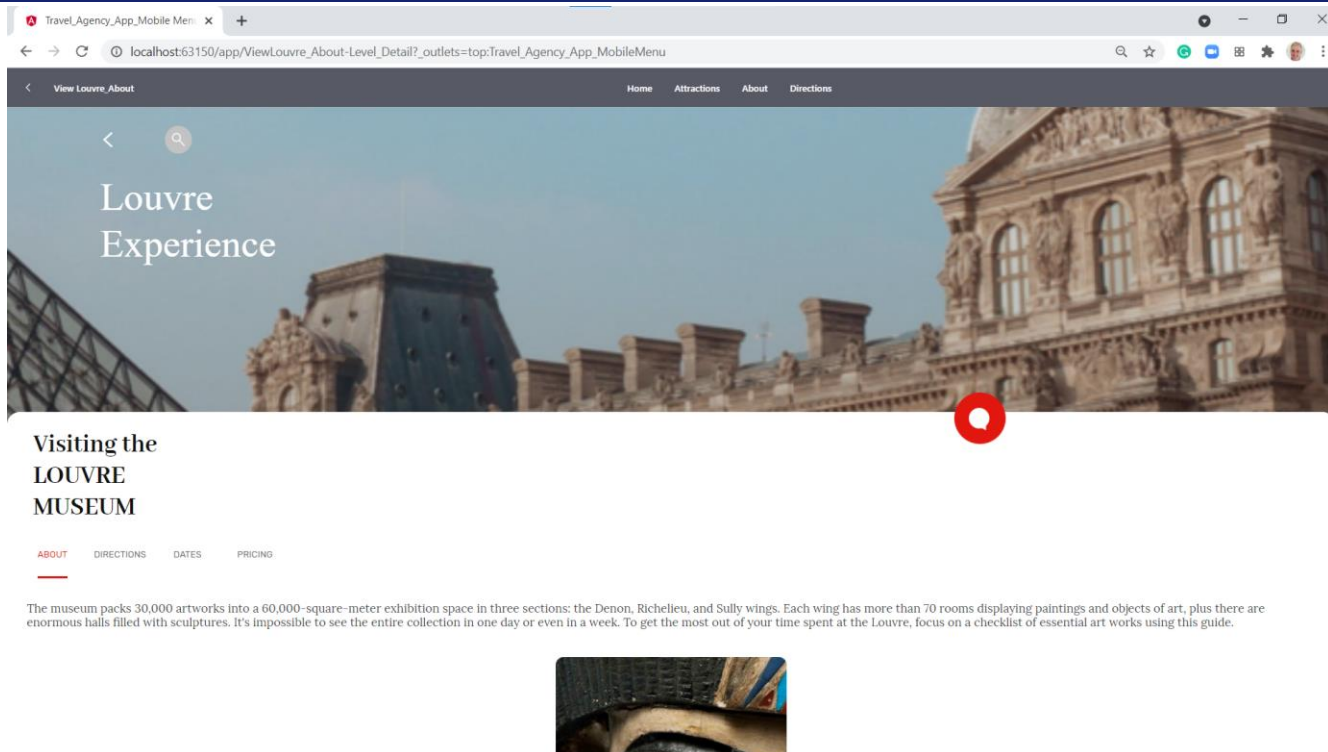 Travel_Agency_App_Mobile Men
localhost:63150/app/ViewLouvre_About-Level_Detail?_outlets=top:Travel_Agency_App_MobileMenu
View Louvre_About Home Attractions About Directions
Louvre
Experience
Visiting the
LOUVRE
MUSEUM
ABOUT DIRECTIONS DATES PRICING
The museum packs 30,000 artworks into a 60,000-square-meter exhibition space in three sections: the Denon, Richelieu, and Sully wings. Each wing has more than 70 rooms displaying paintings and objects of art, plus there are
enormous halls filled with sculptures. It's impossible to see the entire collection in one day or even in a week. To get the most out of your time spent at the Louvre, focus on a checklist of essential art works using this guide.